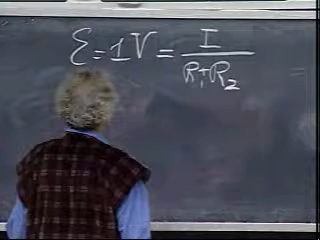 ℰ = 1V = I / (R₁ + R₂)